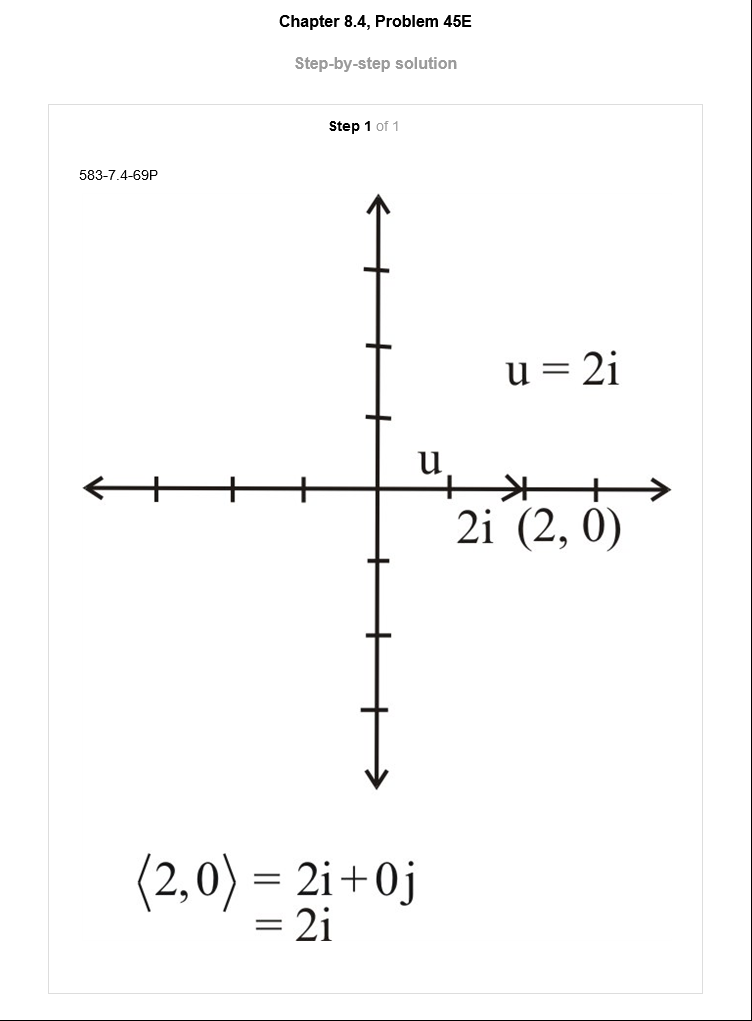 Chapter 8.4, Problem 45E
Step-by-step solution
Step 1 of 1
583-7.4-69P
u = 2i
u
2i (2, 0)
⟨2,0⟩ = 2i+0j
= 2i